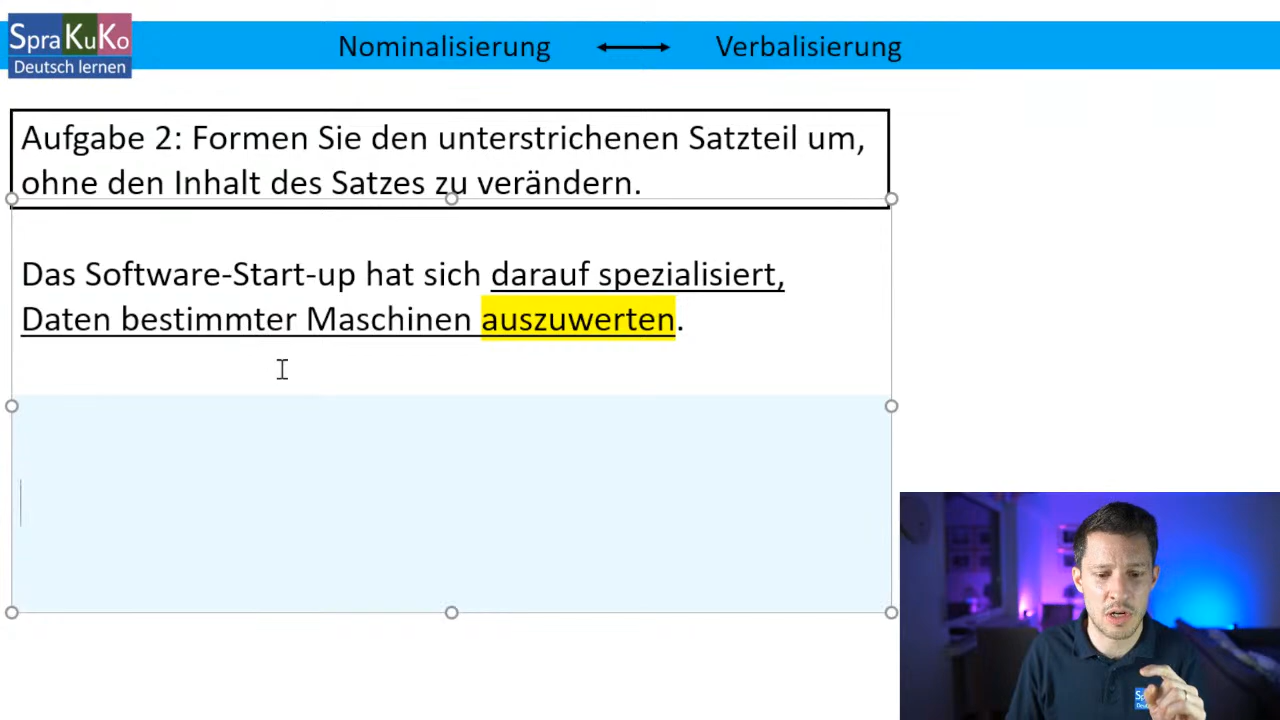 SpraKuKo
Deutsch lernen
Nominalisierung
Verbalisierung
Aufgabe 2: Formen Sie den unterstrichenen Satzteil um,
ohne den Inhalt des Satzes zu verändern.
Das Software-Start-up hat sich darauf spezialisiert,
Daten bestimmter Maschinen auszuwerten.